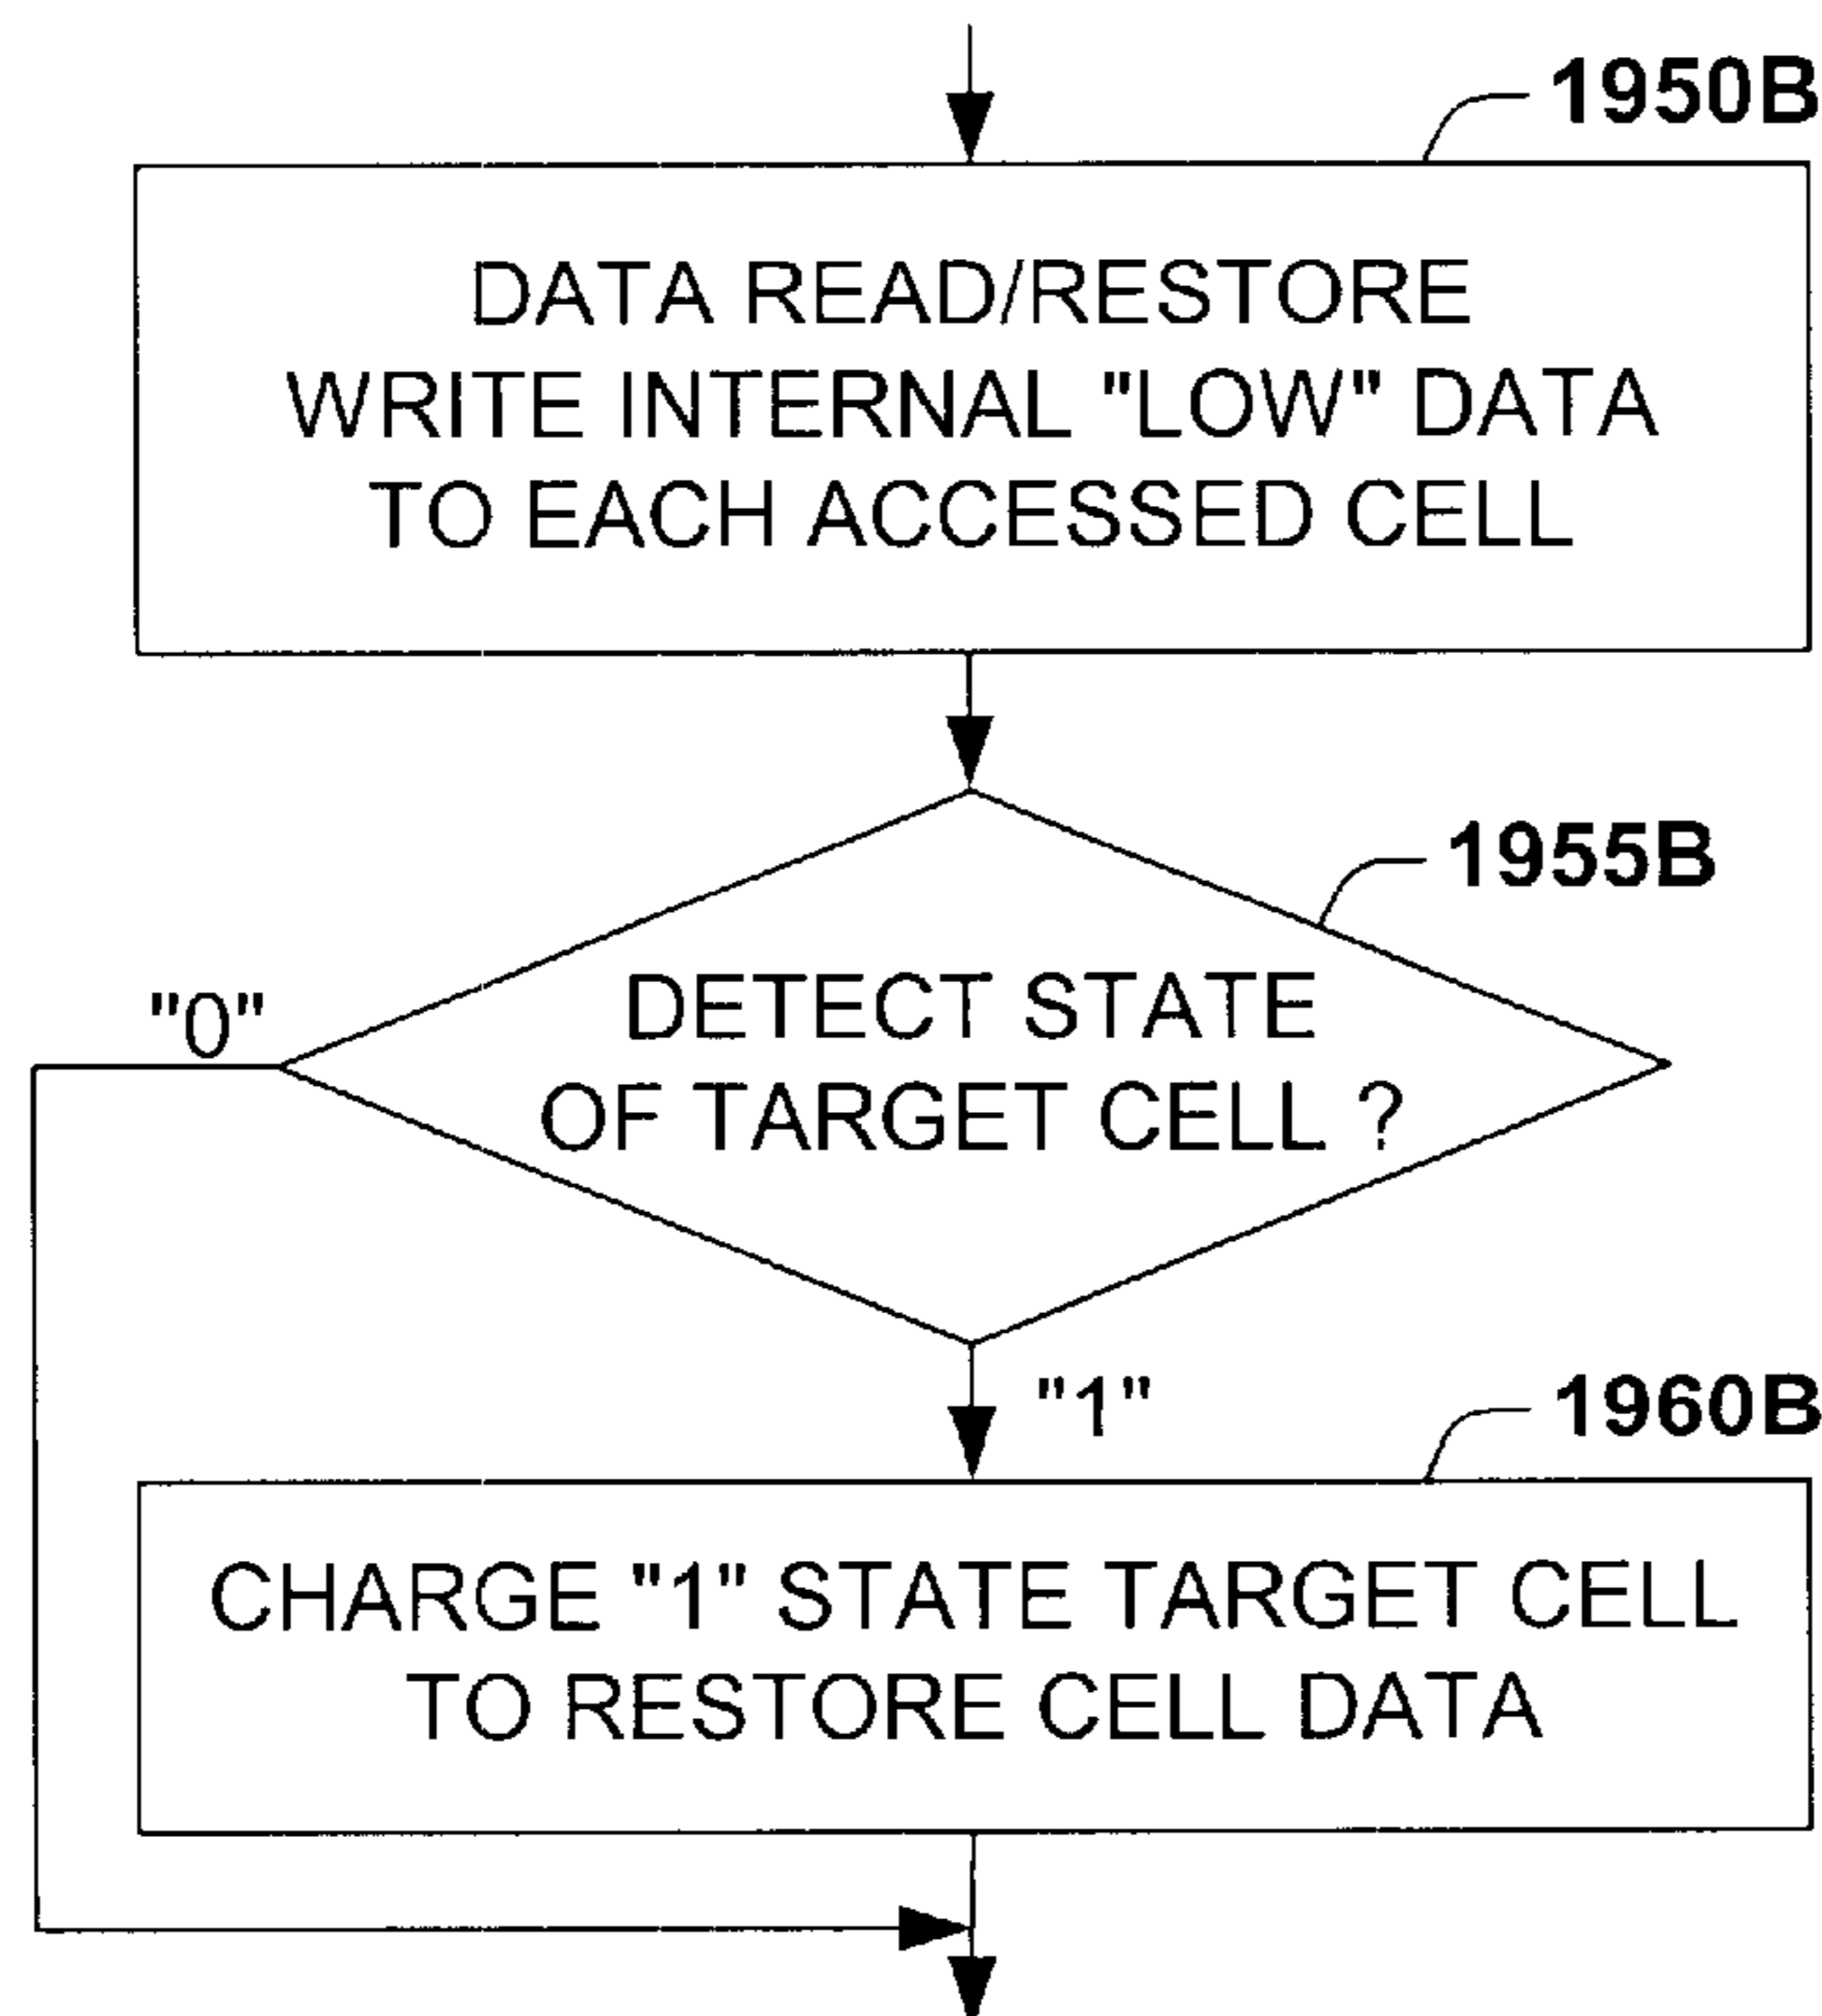 1950B
DATA READ/RESTORE
WRITE INTERNAL "LOW" DATA
TO EACH ACCESSED CELL
1955B
"0"
DETECT STATE
OF TARGET CELL ?
"1"
1960B
CHARGE "1" STATE TARGET CELL
TO RESTORE CELL DATA